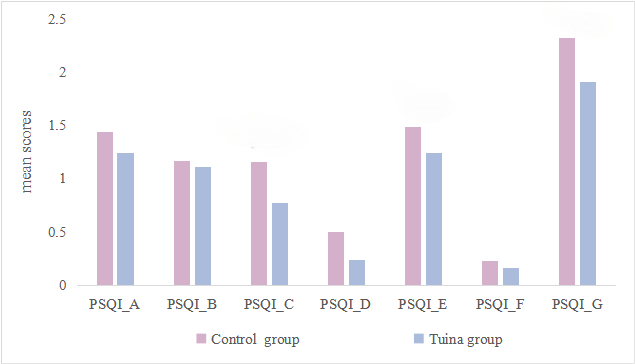 2.5
2
1.5
1
0.5
0
mean scores
PSQI_A PSQI_B PSQI_C PSQI_D PSQI_E PSQI_F PSQI_G
Control group Tuina group